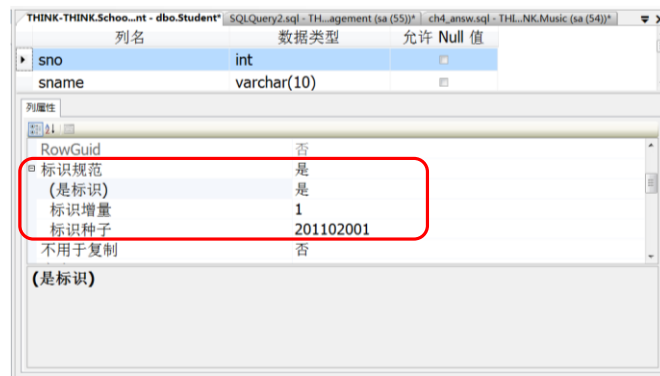 THINK-THINK.Schoo...nt - dbo.Student* SQLQuery2.sql - TH...agement (sa (55))* ch4_answ.sql - THI...NK.Music (sa (54))*
列名 数据类型 允许 Null 值
sno int
sname varchar(10)
列属性
RowGuid 否
标识规范 是
(是标识) 是
标识增量 1
标识种子 201102001
不用于复制 否
(是标识)